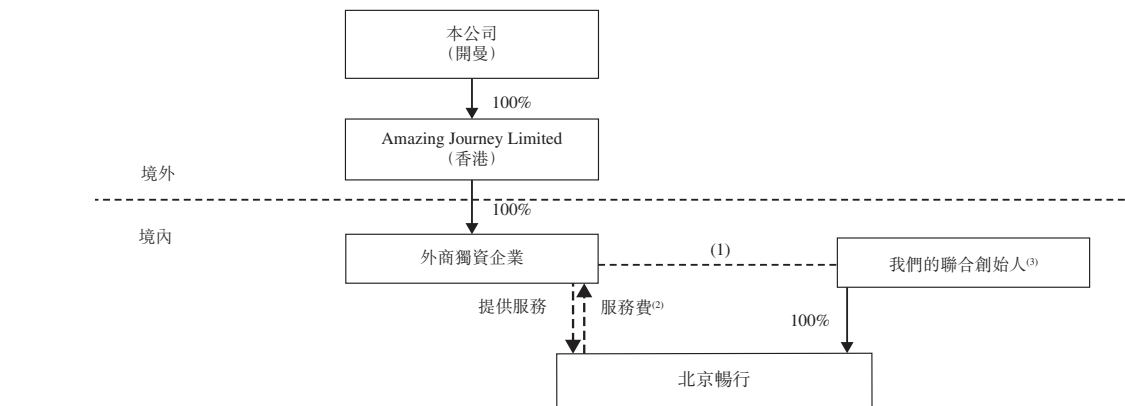 本公司
（開曼）
100%
Amazing Journey Limited
（香港）
境外
100%
境內
外商獨資企業
(1)
我們的聯合創始人(3)
提供服務
服務費(2)
100%
北京暢行